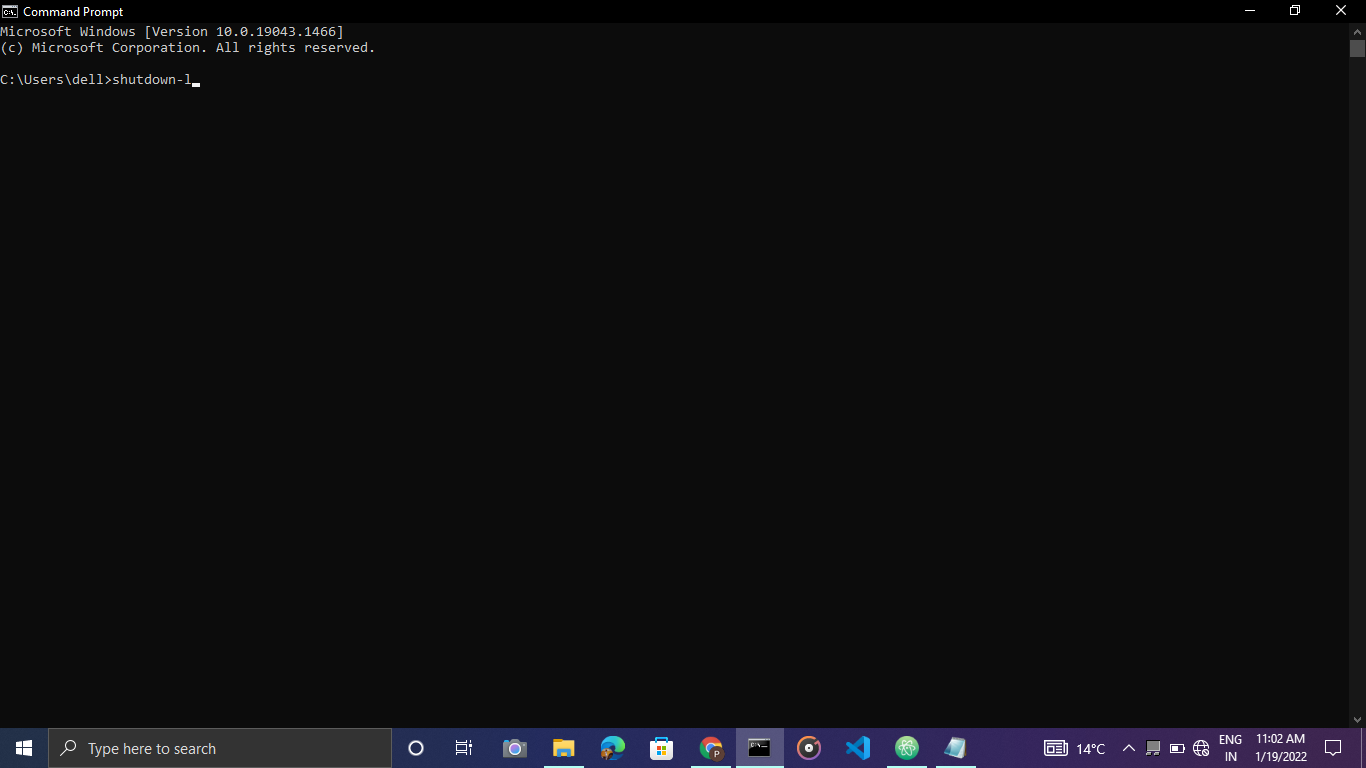 Command Prompt
Microsoft Windows [Version 10.0.19043.1466]
(c) Microsoft Corporation. All rights reserved.
C:\Users\dell>shutdown-l
Type here to search
14°C
ENG
IN
11:02 AM
1/19/2022